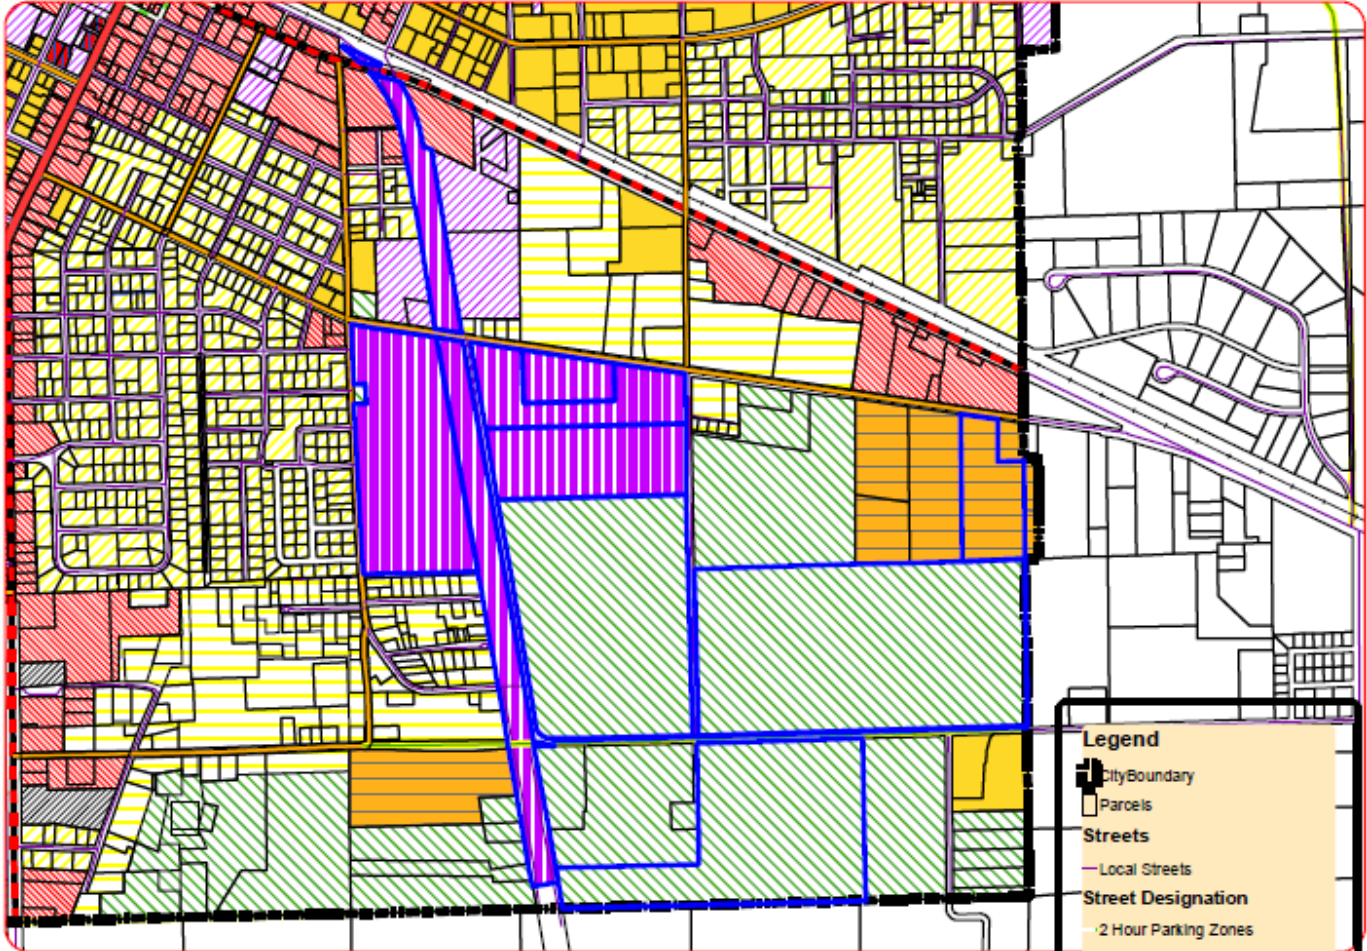 Legend
CityBoundary
Parcels
Streets
Local Streets
Street Designation
2 Hour Parking Zones